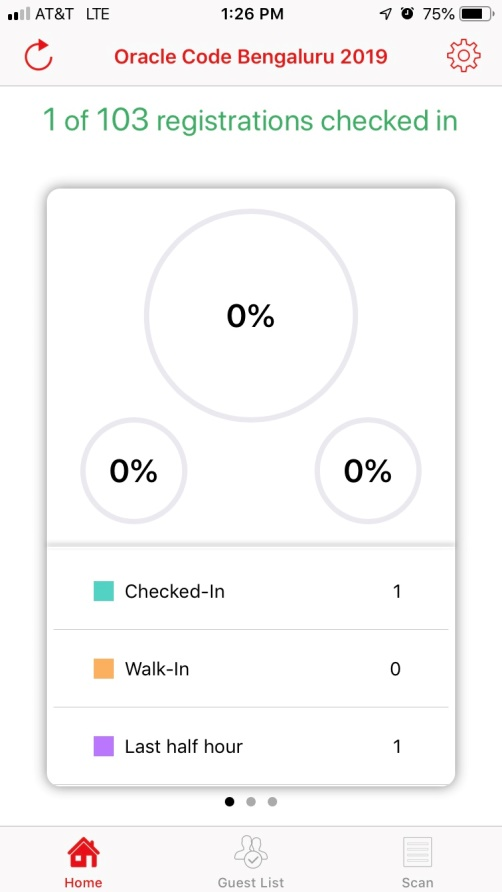 AT&T LTE 1:26 PM 75%
Oracle Code Bengaluru 2019
1 of 103 registrations checked in
0%
0% 0%
Checked-In 1
Walk-In 0
Last half hour 1
Home Guest List Scan